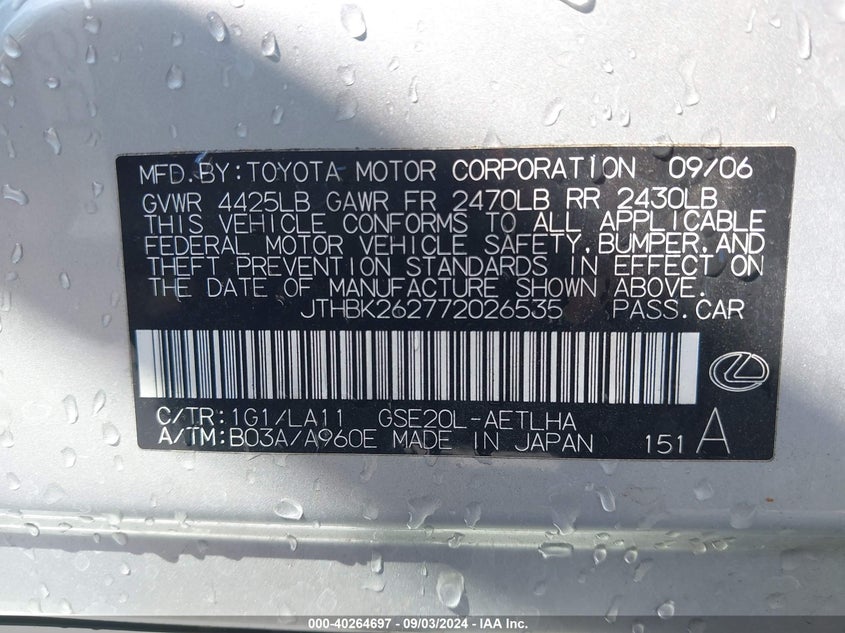 MFD.BY:TOYOTA MOTOR CORPORATION 09/06
GVWR 4425LB GAWR FR 2470LB RR 2430LB
THIS VEHICLE CONFORMS TO ALL APPLICABLE
FEDERAL MOTOR VEHICLE SAFETY,BUMPER,AND
THEFT PREVENTION STANDARDS IN EFFECT ON
THE DATE OF MANUFACTURE SHOWN ABOVE.
JTHBK262772026535 PASS.CAR
C/TR:1G1/LA11 GSE20L-AETLHA
A/TM:B03A/A960E MADE IN JAPAN 151 A
000-40264697 - 09/03/2024 - IAA Inc.